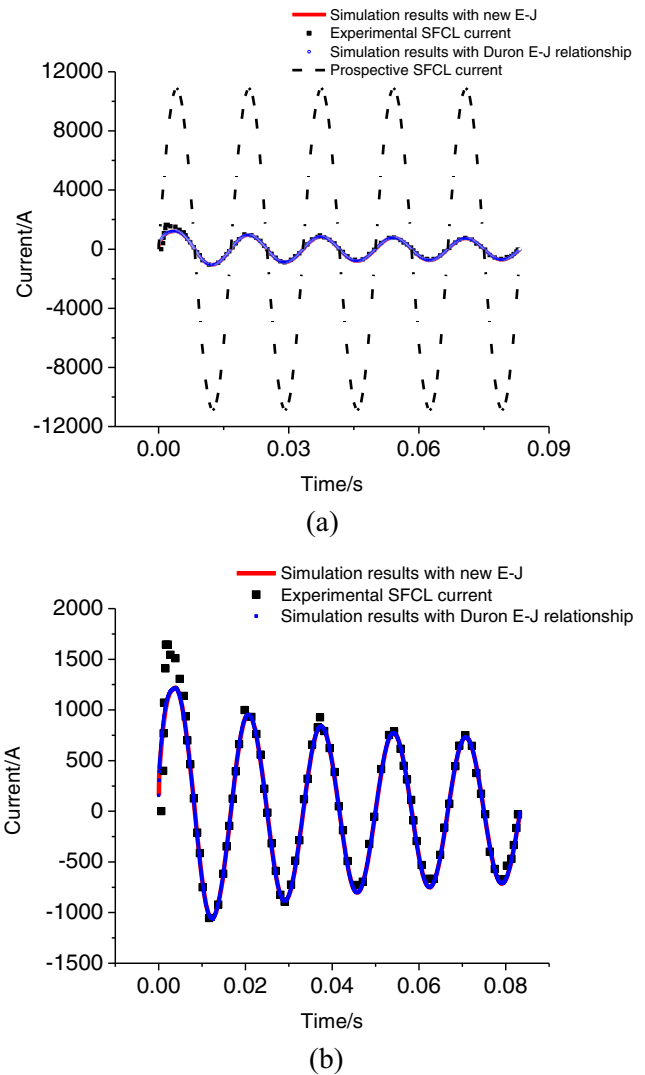 Simulation results with new E-J
Experimental SFCL current
Simulation results with Duron E-J relationship
Prospective SFCL current
12000
8000
4000
0
-4000
-8000
-12000
Current/A
0.00
0.03
0.06
0.09
Time/s
(a)
Simulation results with new E-J
Experimental SFCL current
Simulation results with Duron E-J relationship
2000
1500
1000
500
0
-500
-1000
-1500
Current/A
0.00
0.02
0.04
0.06
0.08
Time/s
(b)